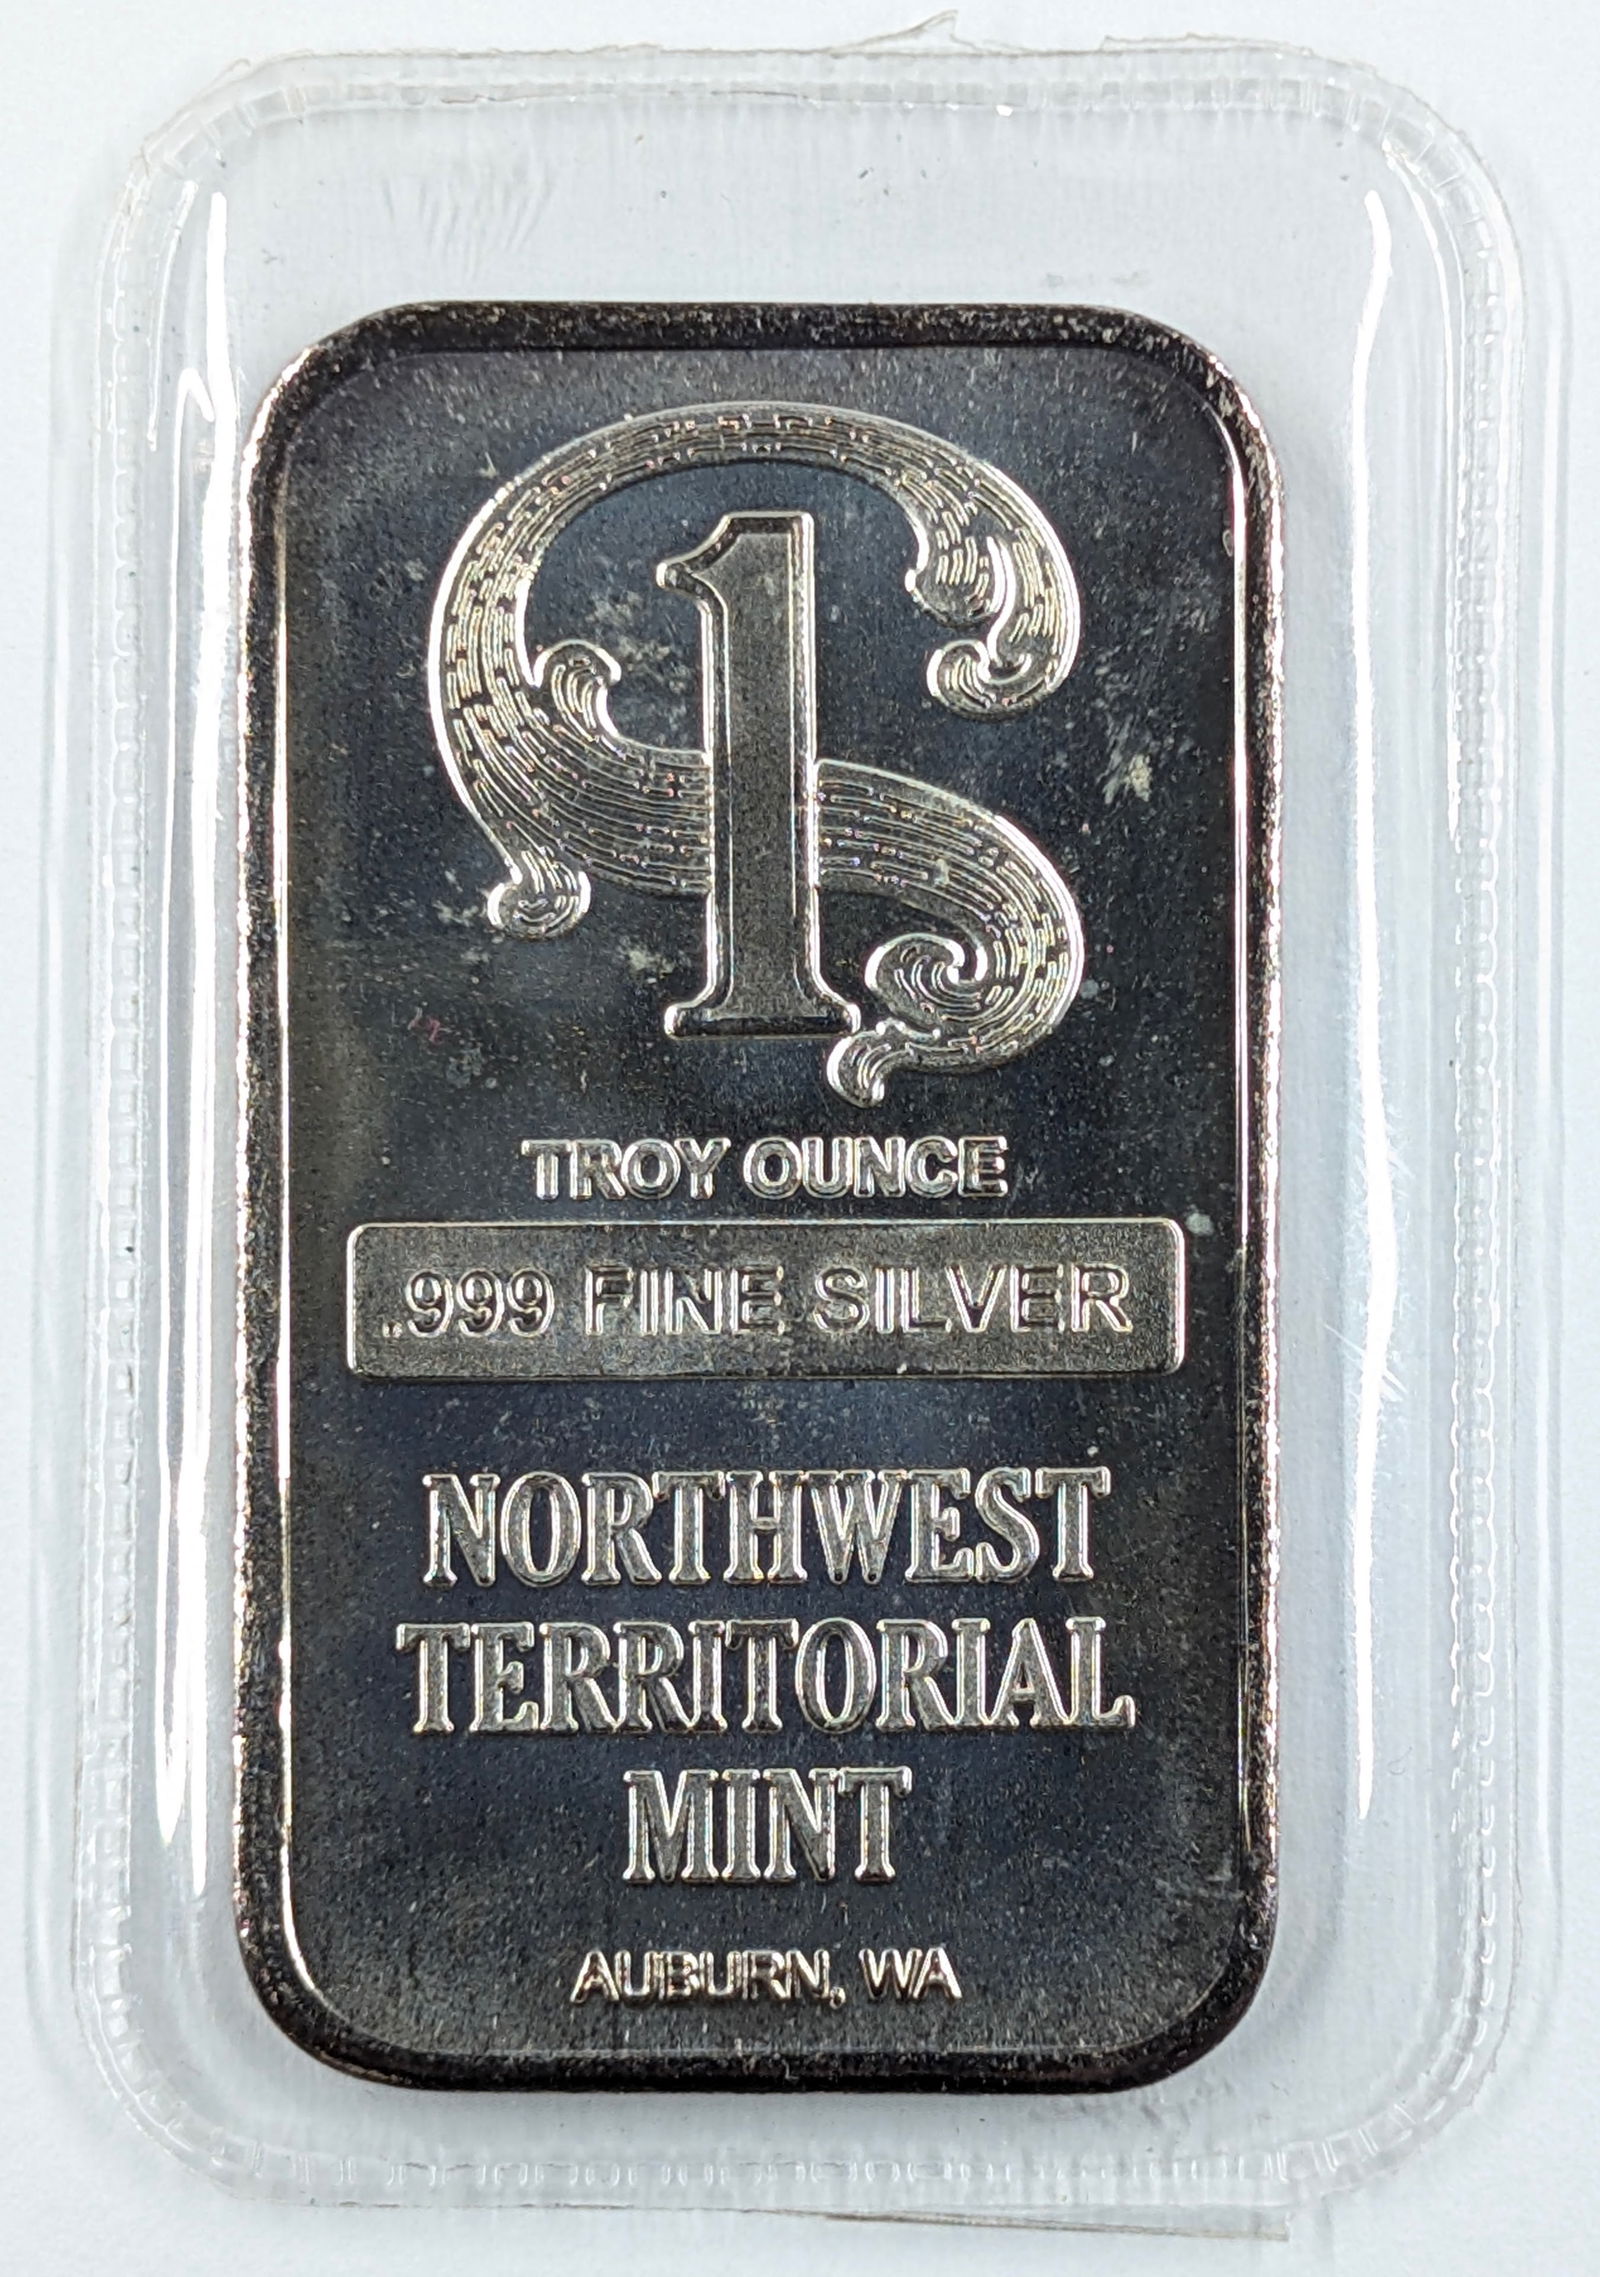 1
TROY OUNCE
.999 FINE SILVER
NORTHWEST
TERRITORIAL
MINT
AUBURN, WA